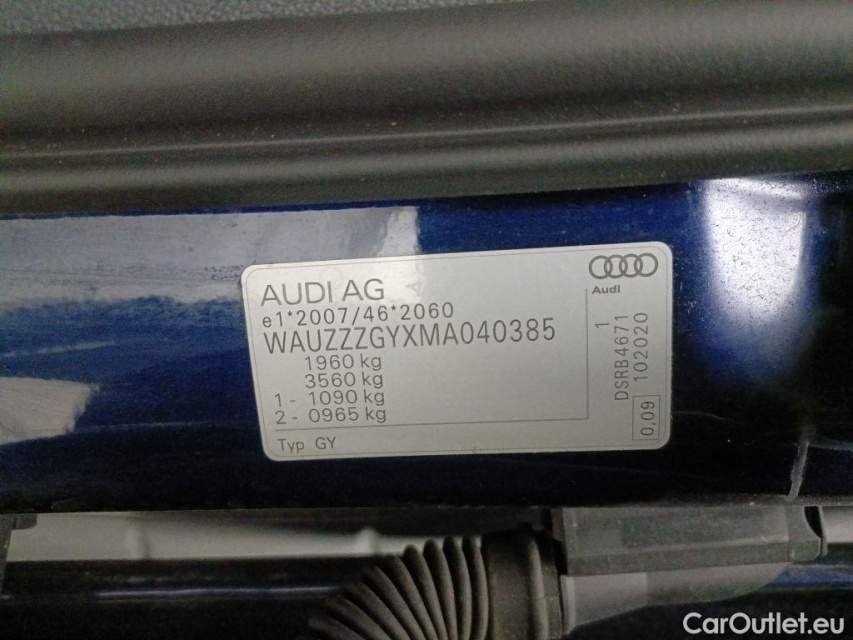 AUDI AG
e1*2007/46*2060
WAUZZZGYXMA040385
1960 kg
3560 kg
1 - 1090 kg
2 - 0965 kg
Typ GY
Audi
DSRB4671 1
102020
0,09
CarOutlet.eu